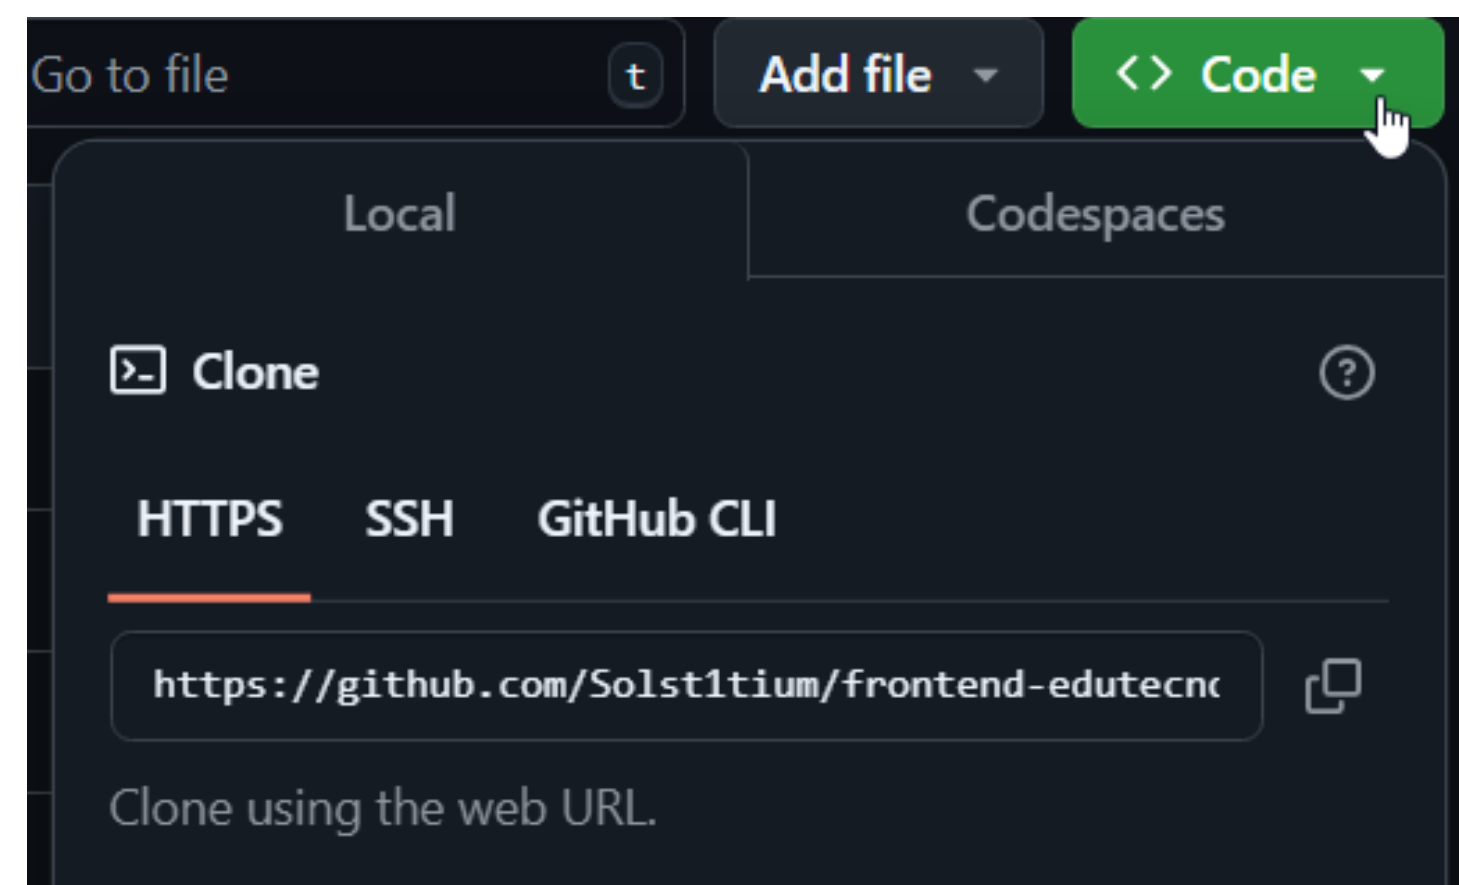 Go to file t Add file <> Code
Local Codespaces
Clone
HTTPS SSH GitHub CLI
https://github.com/Solst1tium/frontend-edutecn
Clone using the web URL.